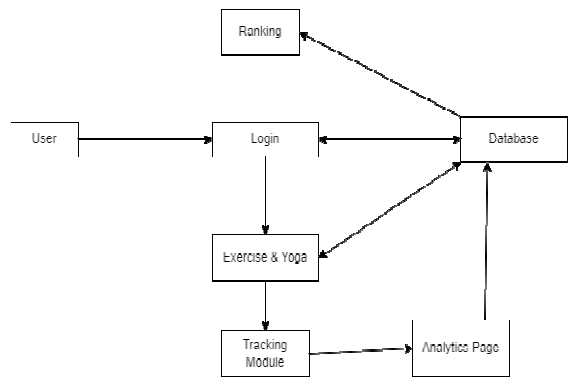 Ranking
User
Login
Database
Exercise & Yoga
Tracking
Module
Analytics Page